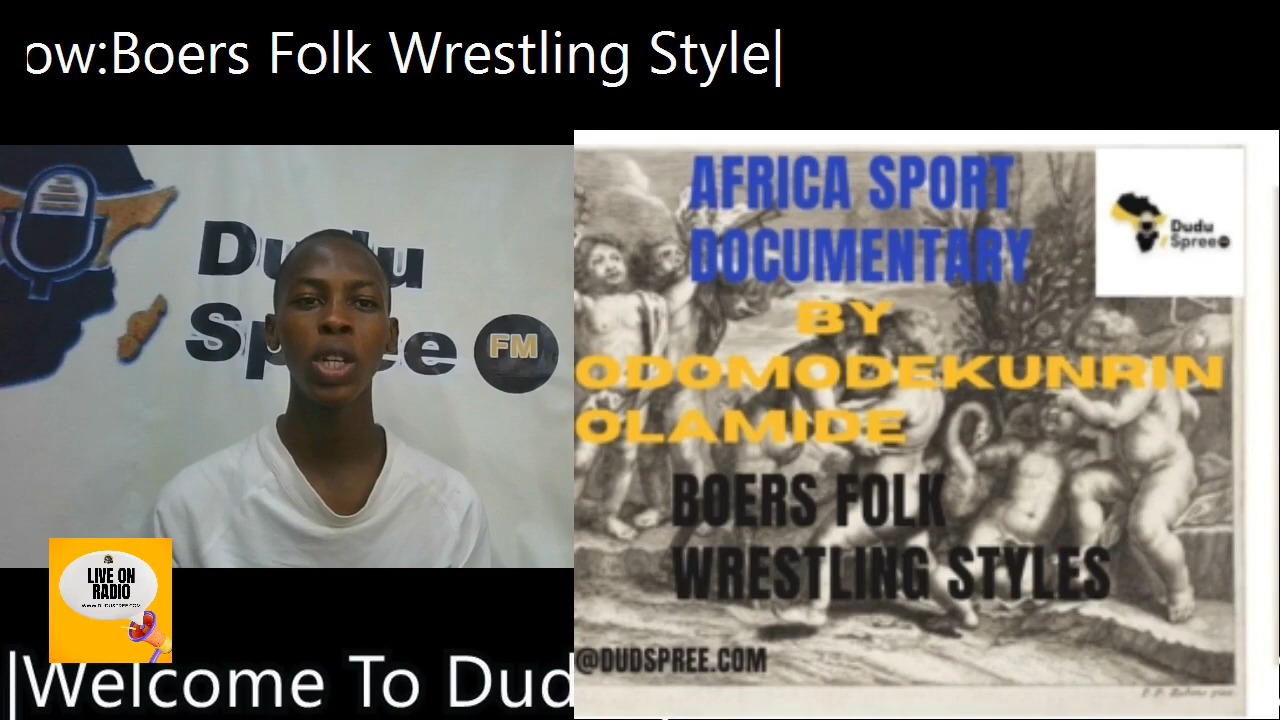 ow:Boers Folk Wrestling Style|
Dudu
Spree FM
LIVE ON
RADIO
|Welcome To Dud
AFRICA SPORT
DOCUMENTARY
BY
ODOMODEKUNRIN
OLAMIDE
BOERS FOLK
WRESTLING STYLES
@DUDSPREE.COM
Dudu
Spree